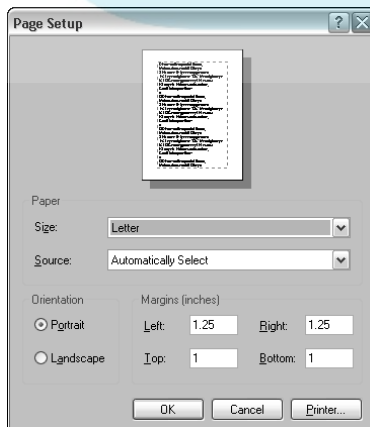 Page Setup
Paper
Size: Letter
Source: Automatically Select
Orientation
Portrait
Landscape
Margins (inches)
Left: 1.25 Right: 1.25
Top: 1 Bottom: 1
OK Cancel Printer...